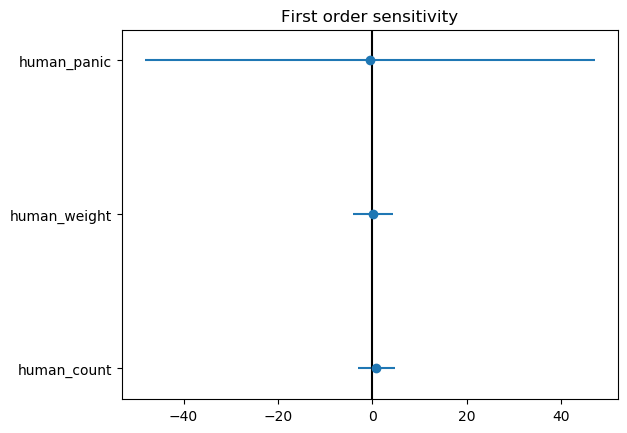 First order sensitivity
human_panic
human_weight
human_count
−40 −20 0 20 40